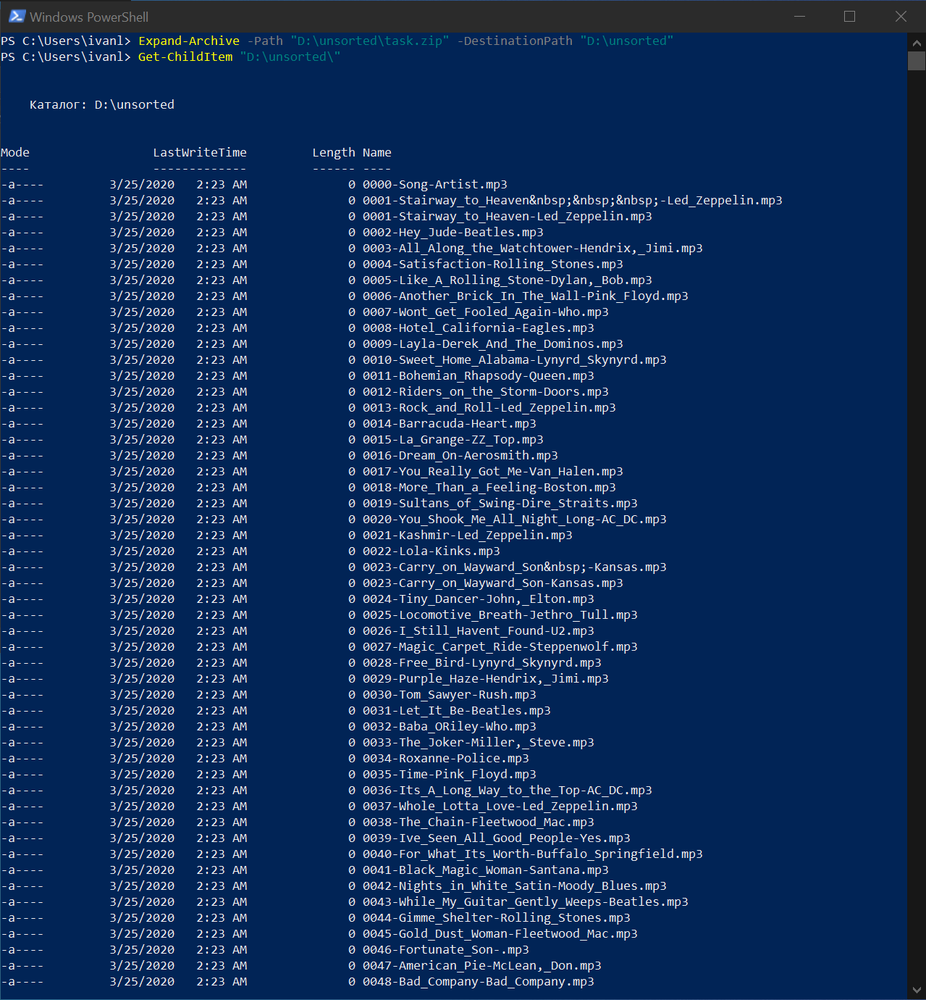 Windows PowerShell
PS C:\Users\ivanl> Expand-Archive -Path "D:\unsorted\task.zip" -DestinationPath "D:\unsorted"
PS C:\Users\ivanl> Get-ChildItem "D:\unsorted\"
Каталог: D:\unsorted
Mode LastWriteTime Length Name
---- ------------- ------ ----
-a---- 3/25/2020 2:23 AM 0 0000-Song-Artist.mp3
-a---- 3/25/2020 2:23 AM 0 0001-Stairway_to_Heaven&nbsp;&nbsp;&nbsp;-Led_Zeppelin.mp3
-a---- 3/25/2020 2:23 AM 0 0001-Stairway_to_Heaven-Led_Zeppelin.mp3
-a---- 3/25/2020 2:23 AM 0 0002-Hey_Jude-Beatles.mp3
-a---- 3/25/2020 2:23 AM 0 0003-All_Along_the_Watchtower-Hendrix,_Jimi.mp3
-a---- 3/25/2020 2:23 AM 0 0004-Satisfaction-Rolling_Stones.mp3
-a---- 3/25/2020 2:23 AM 0 0005-Like_A_Rolling_Stone-Dylan,_Bob.mp3
-a---- 3/25/2020 2:23 AM 0 0006-Another_Brick_In_The_Wall-Pink_Floyd.mp3
-a---- 3/25/2020 2:23 AM 0 0007-Wont_Get_Fooled_Again-Who.mp3
-a---- 3/25/2020 2:23 AM 0 0008-Hotel_California-Eagles.mp3
-a---- 3/25/2020 2:23 AM 0 0009-Layla-Derek_And_The_Dominos.mp3
-a---- 3/25/2020 2:23 AM 0 0010-Sweet_Home_Alabama-Lynyrd_Skynyrd.mp3
-a---- 3/25/2020 2:23 AM 0 0011-Bohemian_Rhapsody-Queen.mp3
-a---- 3/25/2020 2:23 AM 0 0012-Riders_on_the_Storm-Doors.mp3
-a---- 3/25/2020 2:23 AM 0 0013-Rock_and_Roll-Led_Zeppelin.mp3
-a---- 3/25/2020 2:23 AM 0 0014-Barracuda-Heart.mp3
-a---- 3/25/2020 2:23 AM 0 0015-La_Grange-ZZ_Top.mp3
-a---- 3/25/2020 2:23 AM 0 0016-Dream_On-Aerosmith.mp3
-a---- 3/25/2020 2:23 AM 0 0017-You_Really_Got_Me-Van_Halen.mp3
-a---- 3/25/2020 2:23 AM 0 0018-More_Than_a_Feeling-Boston.mp3
-a---- 3/25/2020 2:23 AM 0 0019-Sultans_of_Swing-Dire_Straits.mp3
-a---- 3/25/2020 2:23 AM 0 0020-You_Shook_Me_All_Night_Long-AC_DC.mp3
-a---- 3/25/2020 2:23 AM 0 0021-Kashmir-Led_Zeppelin.mp3
-a---- 3/25/2020 2:23 AM 0 0022-Lola-Kinks.mp3
-a---- 3/25/2020 2:23 AM 0 0023-Carry_on_Wayward_Son&nbsp;-Kansas.mp3
-a---- 3/25/2020 2:23 AM 0 0023-Carry_on_Wayward_Son-Kansas.mp3
-a---- 3/25/2020 2:23 AM 0 0024-Tiny_Dancer-John,_Elton.mp3
-a---- 3/25/2020 2:23 AM 0 0025-Locomotive_Breath-Jethro_Tull.mp3
-a---- 3/25/2020 2:23 AM 0 0026-I_Still_Havent_Found-U2.mp3
-a---- 3/25/2020 2:23 AM 0 0027-Magic_Carpet_Ride-Steppenwolf.mp3
-a---- 3/25/2020 2:23 AM 0 0028-Free_Bird-Lynyrd_Skynyrd.mp3
-a---- 3/25/2020 2:23 AM 0 0029-Purple_Haze-Hendrix,_Jimi.mp3
-a---- 3/25/2020 2:23 AM 0 0030-Tom_Sawyer-Rush.mp3
-a---- 3/25/2020 2:23 AM 0 0031-Let_It_Be-Beatles.mp3
-a---- 3/25/2020 2:23 AM 0 0032-Baba_ORiley-Who.mp3
-a---- 3/25/2020 2:23 AM 0 0033-The_Joker-Miller,_Steve.mp3
-a---- 3/25/2020 2:23 AM 0 0034-Roxanne-Police.mp3
-a---- 3/25/2020 2:23 AM 0 0035-Time-Pink_Floyd.mp3
-a---- 3/25/2020 2:23 AM 0 0036-Its_A_Long_Way_to_the_Top-AC_DC.mp3
-a---- 3/25/2020 2:23 AM 0 0037-Whole_Lotta_Love-Led_Zeppelin.mp3
-a---- 3/25/2020 2:23 AM 0 0038-The_Chain-Fleetwood_Mac.mp3
-a---- 3/25/2020 2:23 AM 0 0039-Ive_Seen_All_Good_People-Yes.mp3
-a---- 3/25/2020 2:23 AM 0 0040-For_What_Its_Worth-Buffalo_Springfield.mp3
-a---- 3/25/2020 2:23 AM 0 0041-Black_Magic_Woman-Santana.mp3
-a---- 3/25/2020 2:23 AM 0 0042-Nights_in_White_Satin-Moody_Blues.mp3
-a---- 3/25/2020 2:23 AM 0 0043-While_My_Guitar_Gently_Weeps-Beatles.mp3
-a---- 3/25/2020 2:23 AM 0 0044-Gimme_Shelter-Rolling_Stones.mp3
-a---- 3/25/2020 2:23 AM 0 0045-Gold_Dust_Woman-Fleetwood_Mac.mp3
-a---- 3/25/2020 2:23 AM 0 0046-Fortunate_Son-.mp3
-a---- 3/25/2020 2:23 AM 0 0047-American_Pie-McLean,_Don.mp3
-a---- 3/25/2020 2:23 AM 0 0048-Bad_Company-Bad_Company.mp3